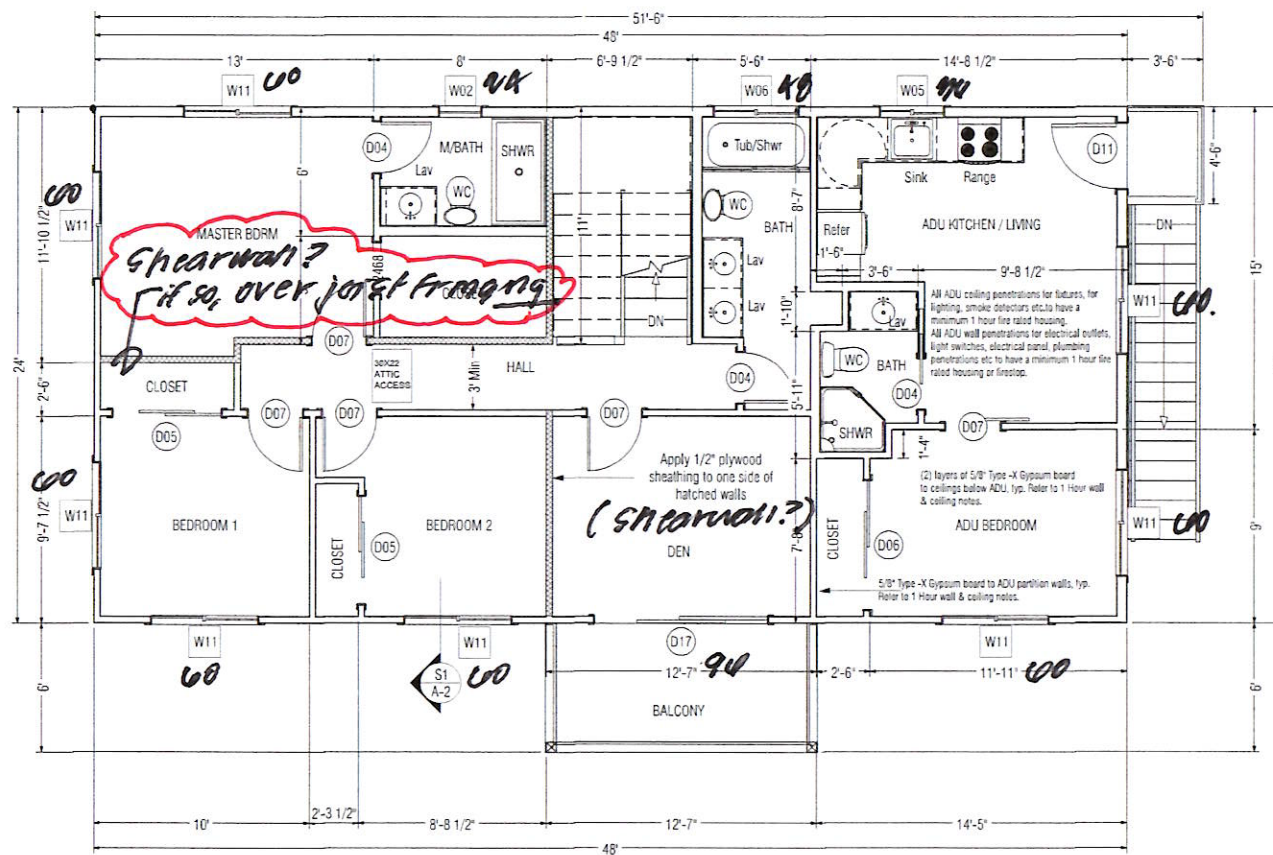 51'-6"
48'
13'
8'
6'-9 1/2"
5'-6"
14'-8 1/2"
3'-6"
W11 60
W02
W06 48
W05
D04
M/BATH
SHWR
Lav
WC
Tub/Shwr
Sink
Range
D11
4'-6"
6'
11'
8'-7"
WC
BATH
Refer
ADU KITCHEN / LIVING
DN
60
W11
11'-10 1/2"
MASTER BDRM
Shearwall?
if so, over joist framing
2468
Lav
Lav
1'-6"
3'-6"
9'-8 1/2"
15'
DN
1'-10"
Lav
All ADU ceiling penetrations for fixtures, for
lighting, smoke detectors etc.to have a
minimum 1 hour fire rated housing.
All ADU wall penetrations for electrical outlets,
light switches, electrical panel, plumbing
penetrations etc to have a minimum 1 hour fire
rated housing or firestop.
W11 60.
24'
D07
30X22
ATTIC
ACCESS
3' Min
HALL
WC
BATH
2'-6"
CLOSET
D04
5'-11"
D04
D05
D07
D07
D07
SHWR
D07
1'-4"
60
W11
9'-7 1/2"
Apply 1/2" plywood
sheathing to one side of
hatched walls
(shearwall?)
(2) layers of 5/8" Type -X Gypsum board
to ceilings below ADU, typ. Refer to 1 Hour wall
& ceiling notes.
W11 60
BEDROOM 1
BEDROOM 2
CLOSET
D05
DEN
7'-8"
CLOSET
D06
ADU BEDROOM
9'
5/8" Type -X Gypsum board to ADU partition walls, typ.
Refer to 1 Hour wall & ceiling notes.
W11
60
W11
60
S1
A-2
D17
12'-7"
2'-6"
W11
11'-11" 60
6'
BALCONY
6'
10'
2'-3 1/2"
8'-8 1/2"
12'-7"
14'-5"
48'